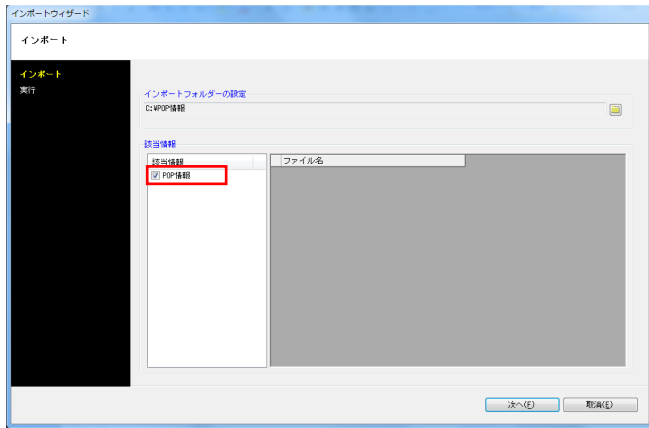 インポートウィザード
インポート
インポート
実行
インポートフォルダーの設定
C:¥POP情報
該当情報
該当情報
ファイル名
POP情報
次へ(F)
取消(E)